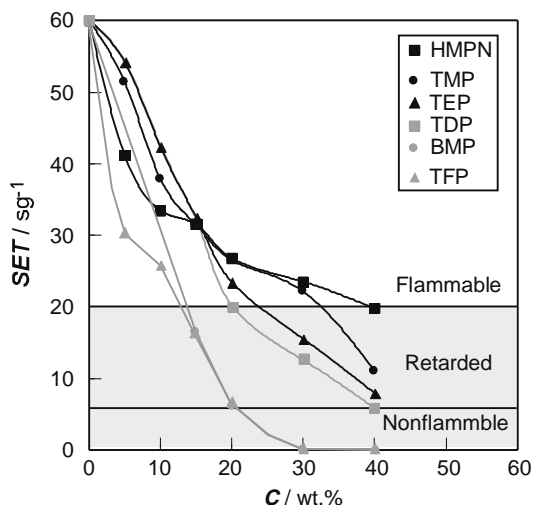 60
50
40
30
20
10
0
SET / sg-1
HMPN
TMP
TEP
TDP
BMP
TFP
Flammable
Retarded
Nonflammble
0 10 20 30 40 50 60
C / wt.%